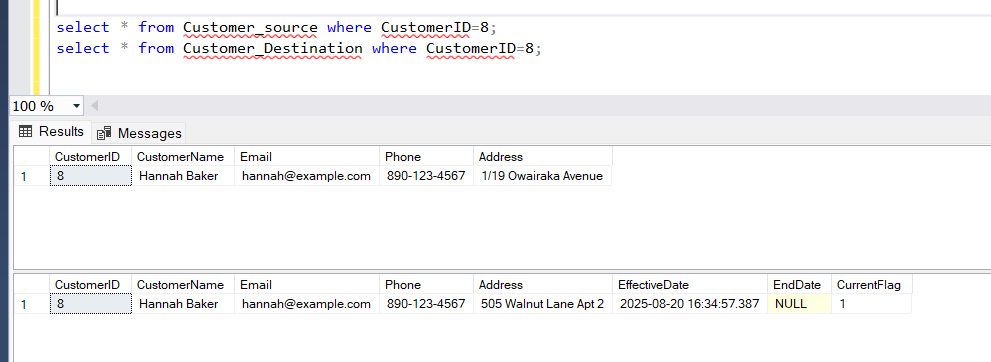 select * from Customer_source where CustomerID=8;
select * from Customer_Destination where CustomerID=8;
100 %
Results Messages
CustomerID CustomerName Email Phone Address
1 8 Hannah Baker hannah@example.com 890-123-4567 1/19 Owairaka Avenue
CustomerID CustomerName Email Phone Address EffectiveDate EndDate CurrentFlag
1 8 Hannah Baker hannah@example.com 890-123-4567 505 Walnut Lane Apt 2 2025-08-20 16:34:57.387 NULL 1